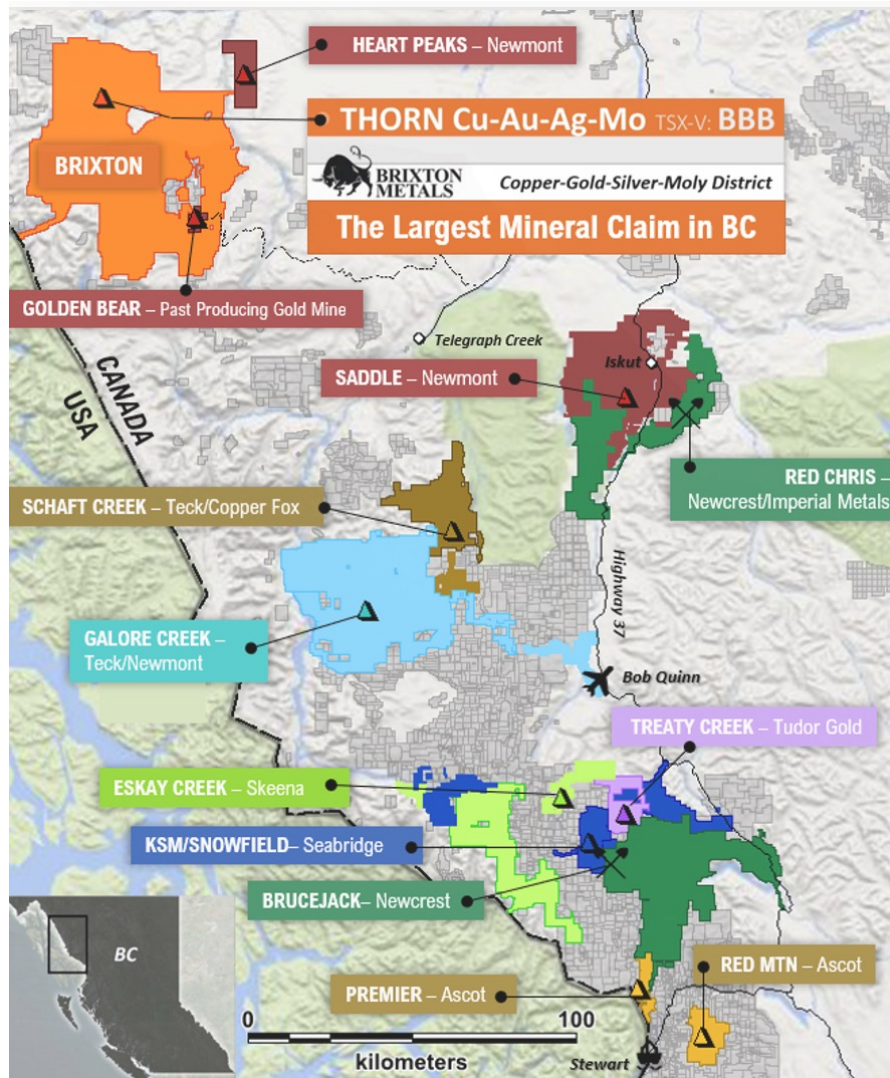 HEART PEAKS – Newmont
THORN Cu-Au-Ag-Mo TSX-V: BBB
BRIXTON
BRIXTON
METALS
Copper-Gold-Silver-Moly District
The Largest Mineral Claim in BC
GOLDEN BEAR – Past Producing Gold Mine
Telegraph Creek
Iskut
SADDLE – Newmont
CANADA
USA
RED CHRIS –
Newcrest/Imperial Metals
SCHAFT CREEK – Teck/Copper Fox
Highway 37
GALORE CREEK –
Teck/Newmont
Bob Quinn
TREATY CREEK – Tudor Gold
ESKAY CREEK – Skeena
KSM/SNOWFIELD– Seabridge
BRUCEJACK– Newcrest
BC
RED MTN – Ascot
PREMIER – Ascot
0 100
kilometers
Stewart